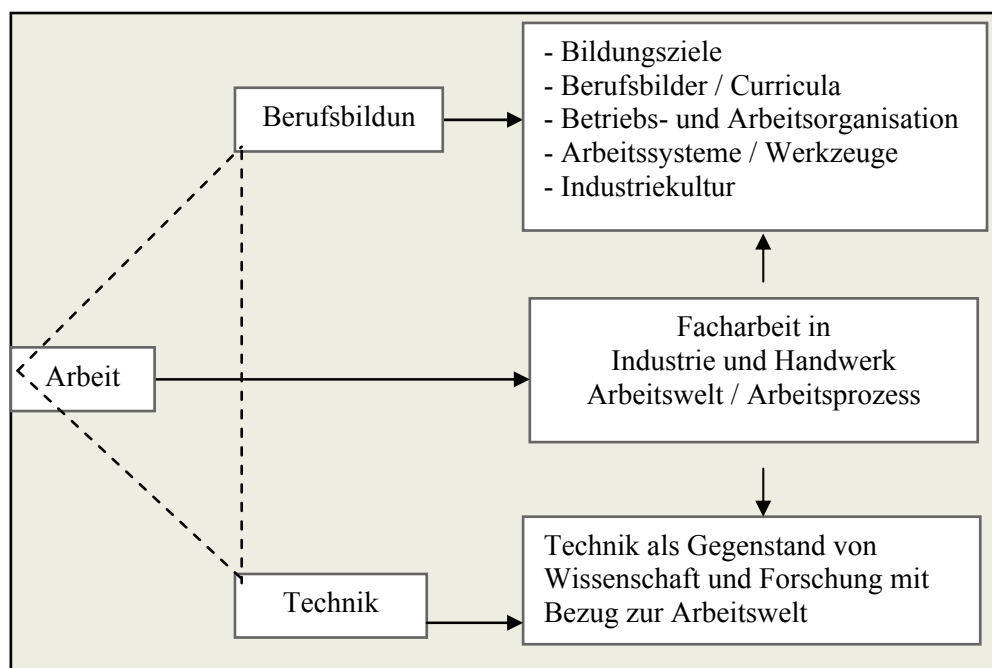 - Bildungsziele
- Berufsbilder / Curricula
- Betriebs- und Arbeitsorganisation
- Arbeitssysteme / Werkzeuge
- Industriekultur
Berufsbildun
Facharbeit in
Industrie und Handwerk
Arbeitswelt / Arbeitsprozess
Arbeit
Technik als Gegenstand von
Wissenschaft und Forschung mit
Bezug zur Arbeitswelt
Technik